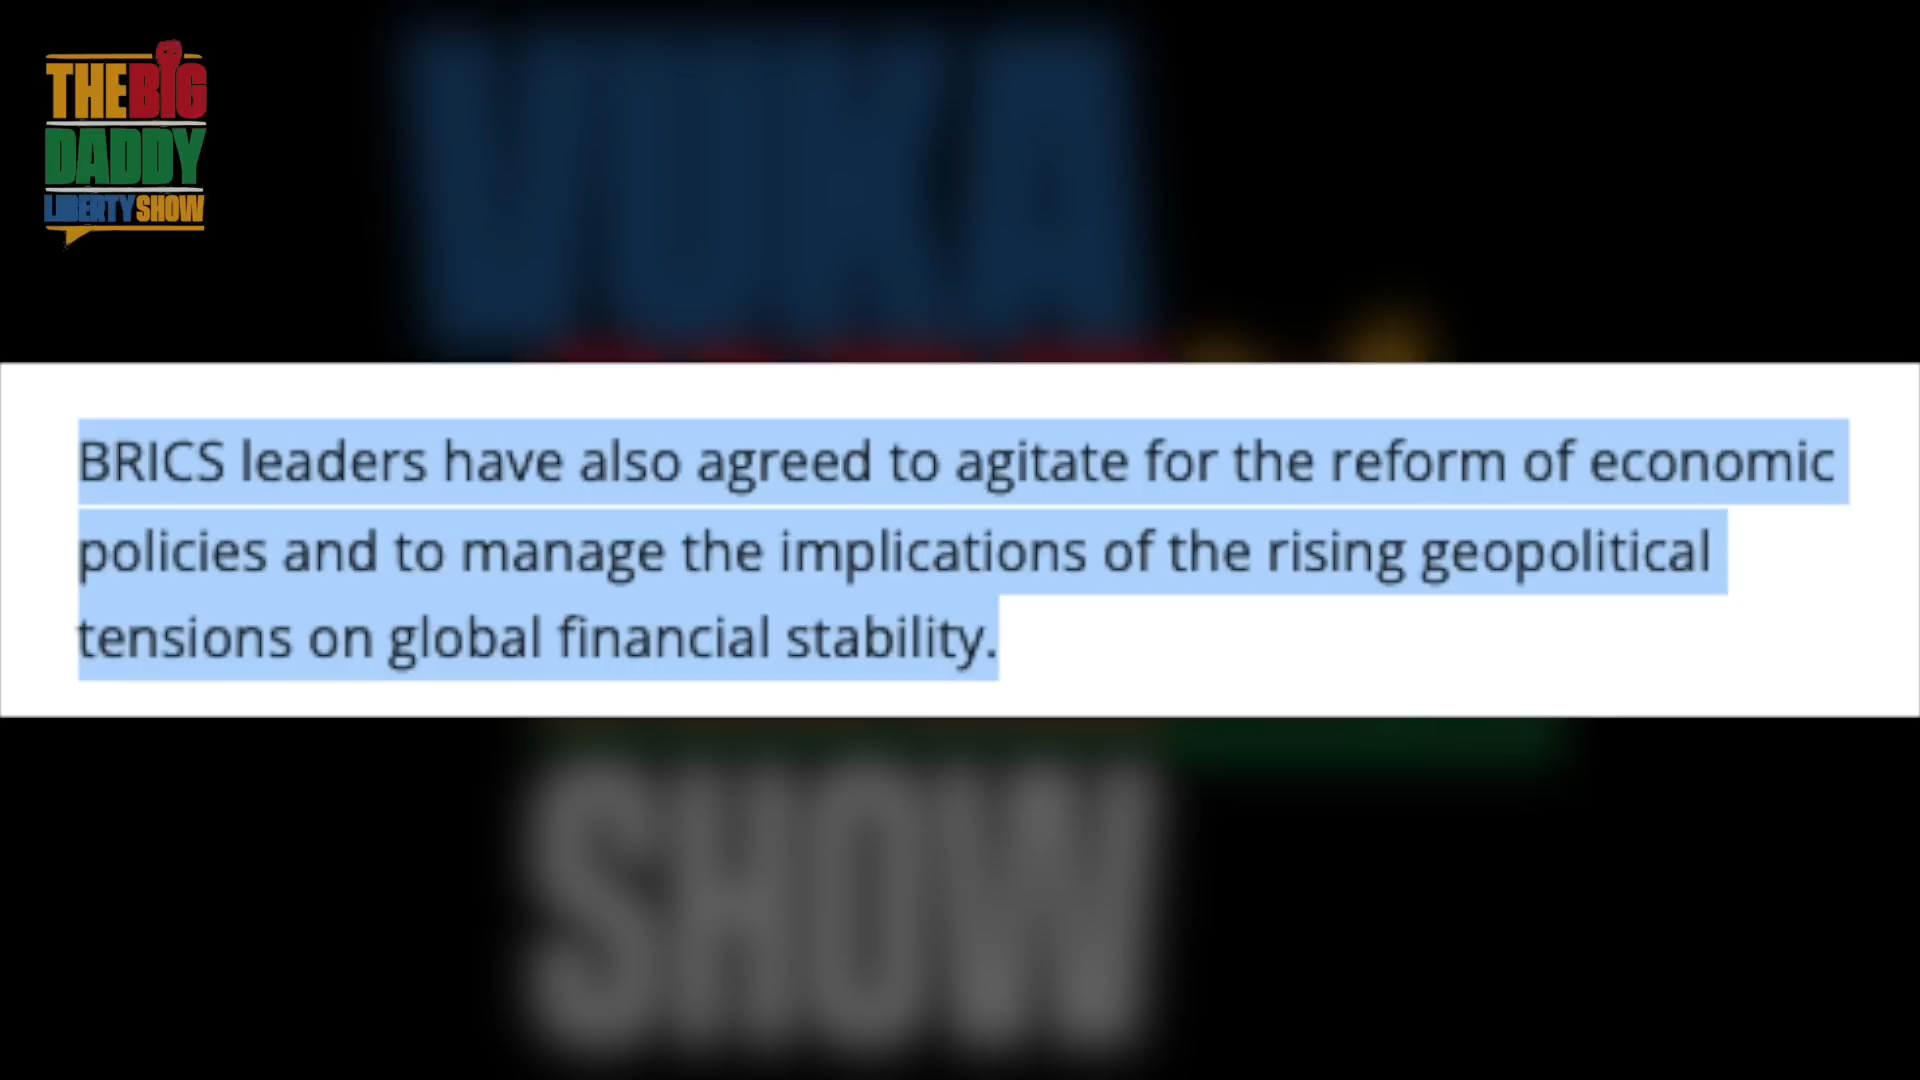 THE BIG
DADDY
LIBERTY SHOW
VUKA
BRICS leaders have also agreed to agitate for the reform of economic
policies and to manage the implications of the rising geopolitical
tensions on global financial stability.
SHOW